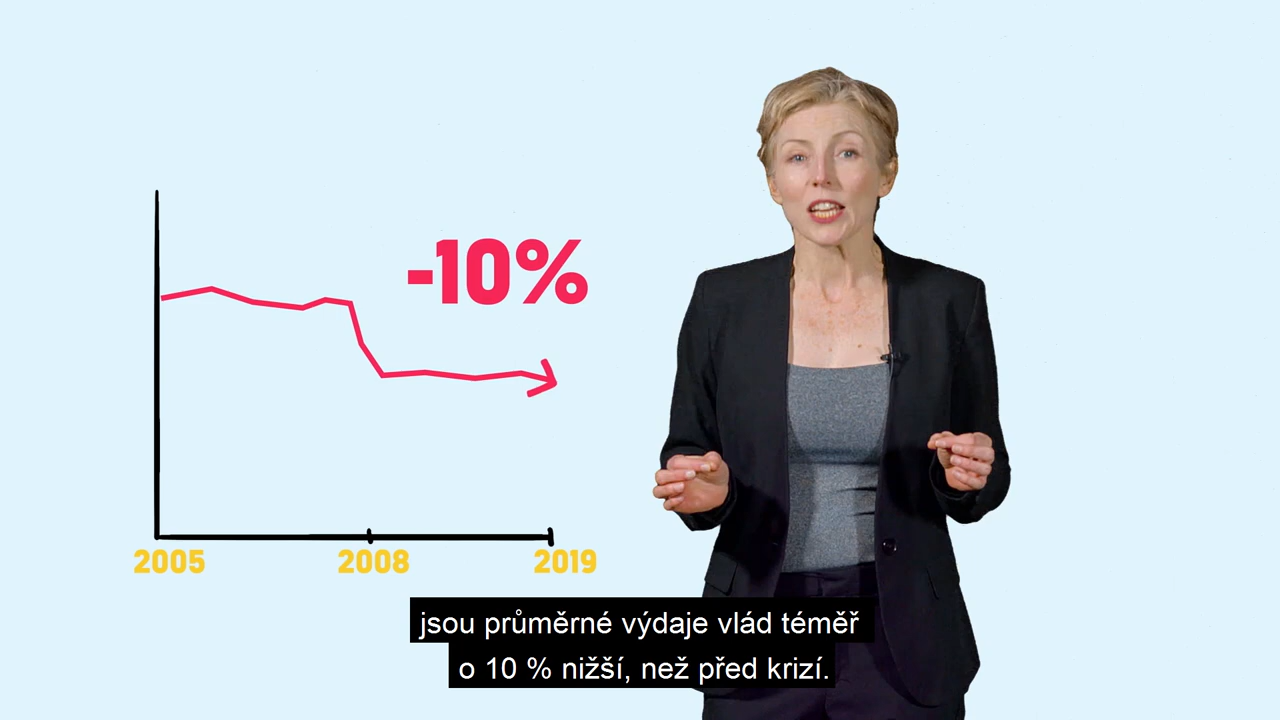 -10%
2005 2008 2019
jsou průměrné výdaje vlád téměř
o 10 % nižší, než před krizí.